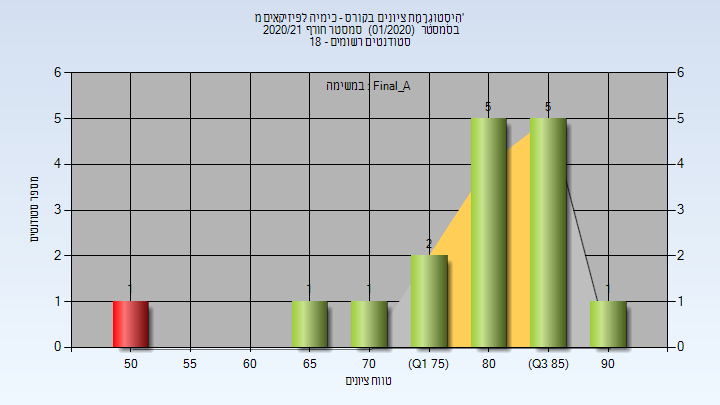 היסטוגרמת ציונים בקורס - כימיה לפיזיקאים מ'
בסמסטר (01/2020) סמסטר חורף 2020/21
סטודנטים רשומים - 18
במשימה : Final_A
מספר סטודנטים
6 6
5 5
4 4
3 3
2 2
1 1
0 0
1 1 1 2 5 5 1
50 55 60 65 70 (Q1 75) 80 (Q3 85) 90
טווח ציונים